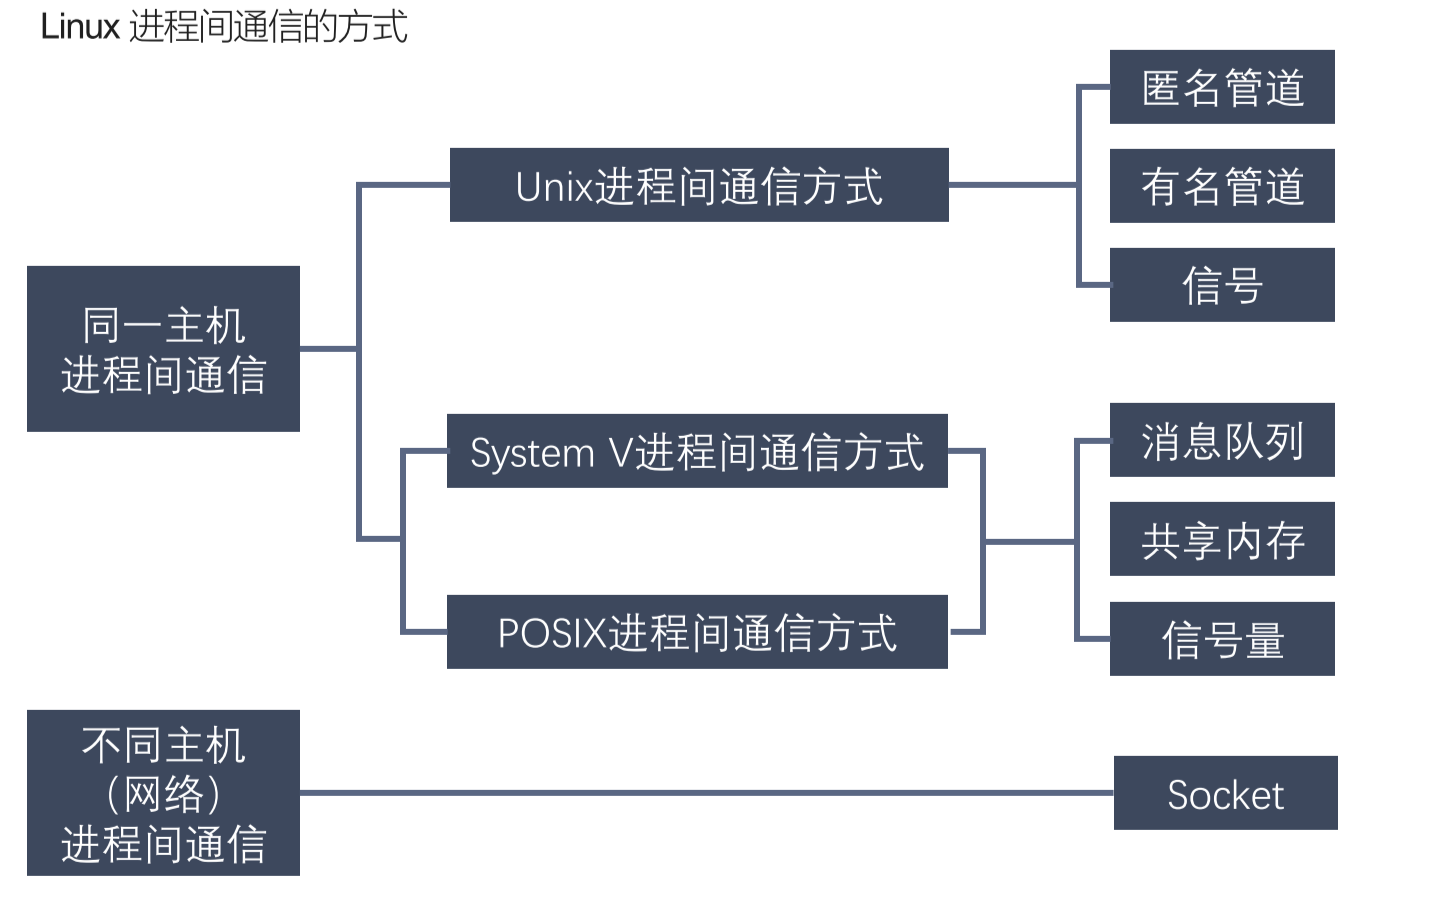 Linux 进程间通信的方式
匿名管道
Unix进程间通信方式
有名管道
信号
同一主机
进程间通信
System V进程间通信方式
消息队列
共享内存
POSIX进程间通信方式
信号量
不同主机
（网络）
进程间通信
Socket